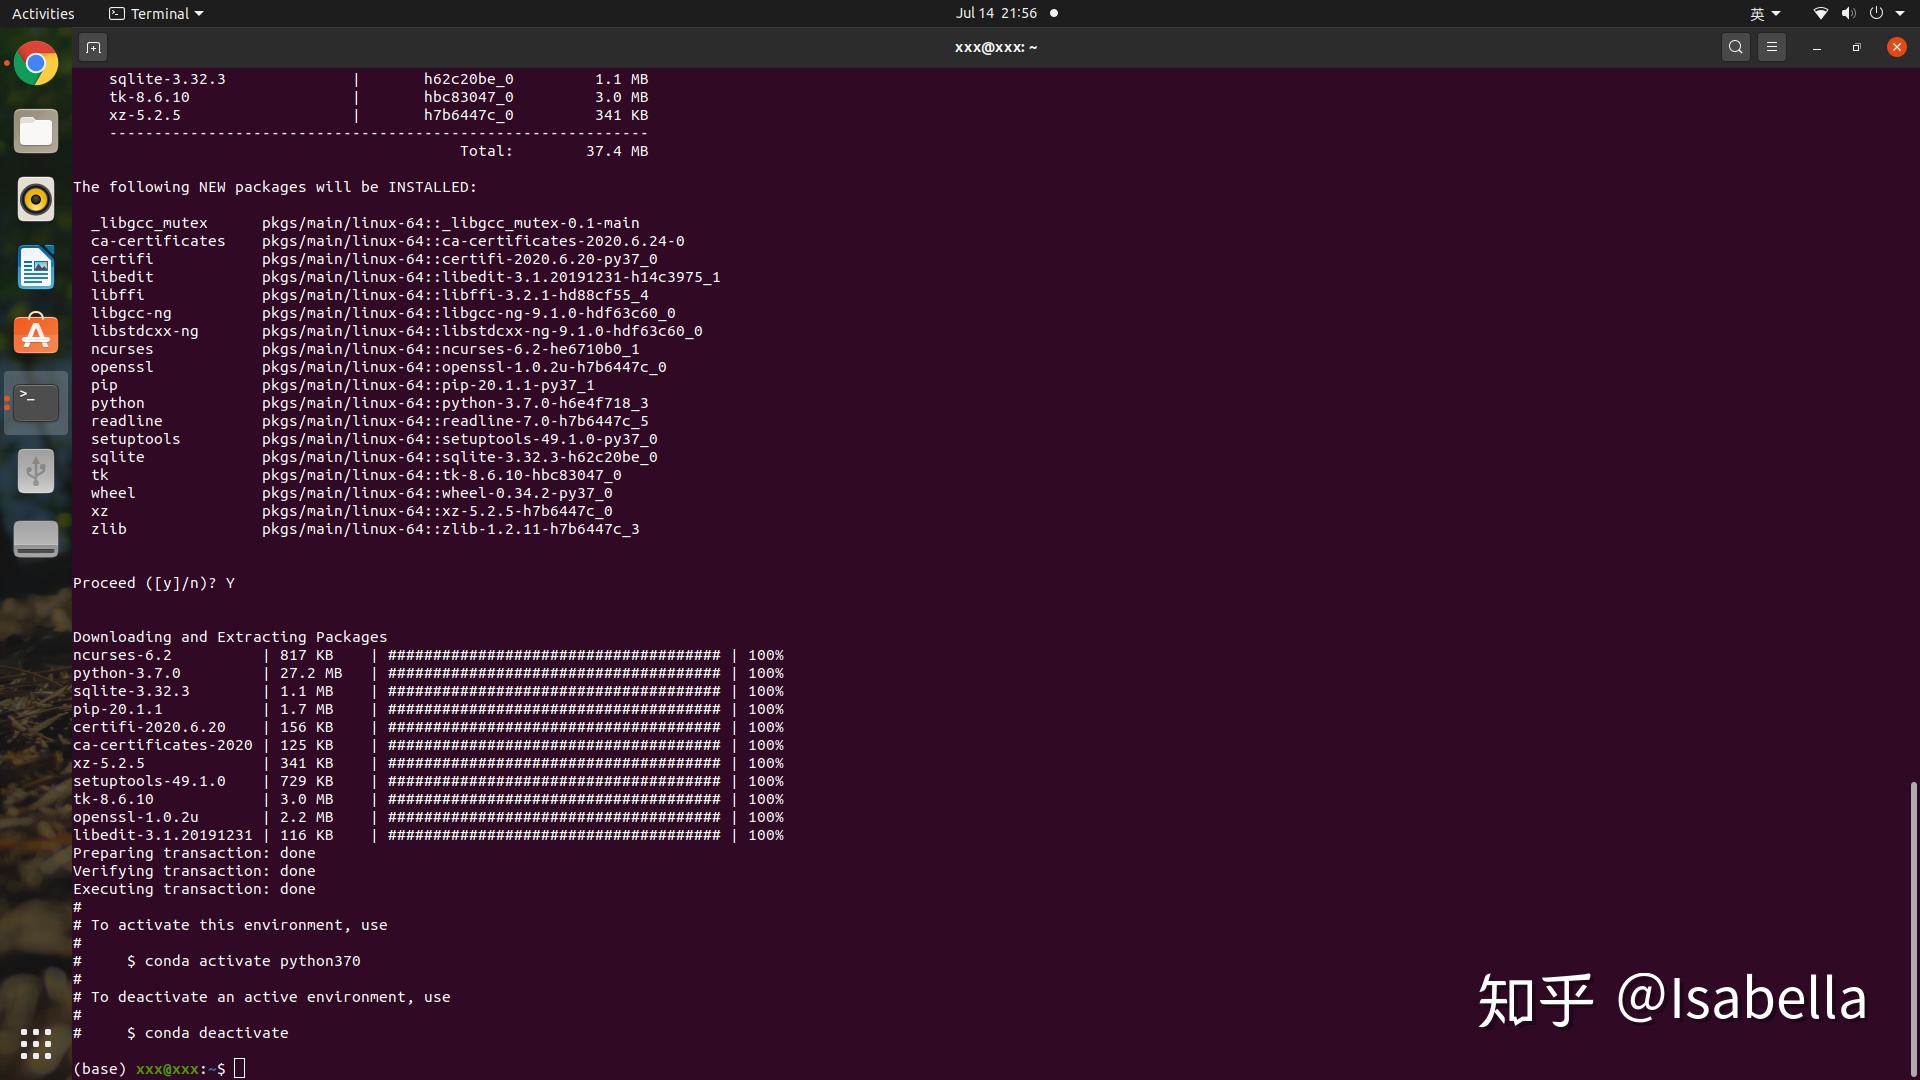 Activities Terminal Jul 14 21:56 英
xxx@xxx: ~
sqlite-3.32.3 | h62c20be_0 1.1 MB
tk-8.6.10 | hbc83047_0 3.0 MB
xz-5.2.5 | h7b6447c_0 341 KB
------------------------------------------------------------
Total: 37.4 MB
The following NEW packages will be INSTALLED:
_libgcc_mutex pkgs/main/linux-64::_libgcc_mutex-0.1-main
ca-certificates pkgs/main/linux-64::ca-certificates-2020.6.24-0
certifi pkgs/main/linux-64::certifi-2020.6.20-py37_0
libedit pkgs/main/linux-64::libedit-3.1.20191231-h14c3975_1
libffi pkgs/main/linux-64::libffi-3.2.1-hd88cf55_4
libgcc-ng pkgs/main/linux-64::libgcc-ng-9.1.0-hdf63c60_0
libstdcxx-ng pkgs/main/linux-64::libstdcxx-ng-9.1.0-hdf63c60_0
ncurses pkgs/main/linux-64::ncurses-6.2-he6710b0_1
openssl pkgs/main/linux-64::openssl-1.0.2u-h7b6447c_0
pip pkgs/main/linux-64::pip-20.1.1-py37_1
python pkgs/main/linux-64::python-3.7.0-h6e4f718_3
readline pkgs/main/linux-64::readline-7.0-h7b6447c_5
setuptools pkgs/main/linux-64::setuptools-49.1.0-py37_0
sqlite pkgs/main/linux-64::sqlite-3.32.3-h62c20be_0
tk pkgs/main/linux-64::tk-8.6.10-hbc83047_0
wheel pkgs/main/linux-64::wheel-0.34.2-py37_0
xz pkgs/main/linux-64::xz-5.2.5-h7b6447c_0
zlib pkgs/main/linux-64::zlib-1.2.11-h7b6447c_3
Proceed ([y]/n)? Y
Downloading and Extracting Packages
ncurses-6.2 | 817 KB | ##################################### | 100%
python-3.7.0 | 27.2 MB | ##################################### | 100%
sqlite-3.32.3 | 1.1 MB | ##################################### | 100%
pip-20.1.1 | 1.7 MB | ##################################### | 100%
certifi-2020.6.20 | 156 KB | ##################################### | 100%
ca-certificates-2020 | 125 KB | ##################################### | 100%
xz-5.2.5 | 341 KB | ##################################### | 100%
setuptools-49.1.0 | 729 KB | ##################################### | 100%
tk-8.6.10 | 3.0 MB | ##################################### | 100%
openssl-1.0.2u | 2.2 MB | ##################################### | 100%
libedit-3.1.20191231 | 116 KB | ##################################### | 100%
Preparing transaction: done
Verifying transaction: done
Executing transaction: done
#
# To activate this environment, use
#
# $ conda activate python370
#
# To deactivate an active environment, use
#
# $ conda deactivate
(base) xxx@xxx:~$
知乎 @Isabella